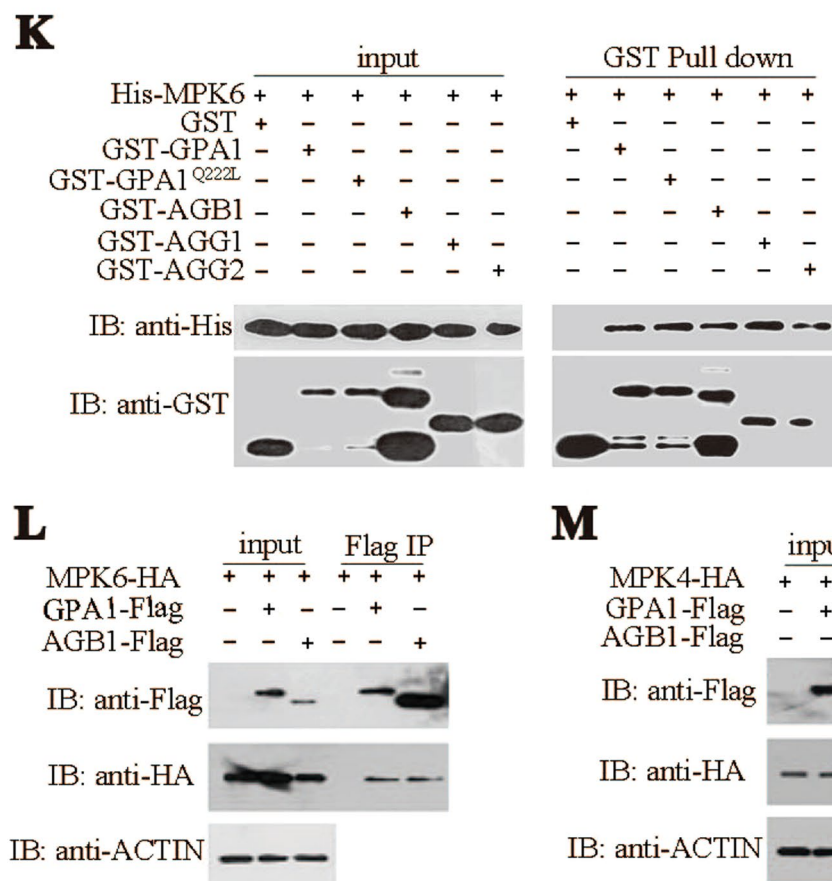 K
input GST Pull down
His-MPK6 + + + + + + + + + + + +
GST + − − − − − + − − − − −
GST-GPA1 − + − − − − − + − − − −
GST-GPA1Q222L − − + − − − − − + − − −
GST-AGB1 − − − + − − − − − + − −
GST-AGG1 − − − − + − − − − − + −
GST-AGG2 − − − − − + − − − − − +
IB: anti-His
IB: anti-GST
L
input Flag IP
MPK6-HA + + + + + +
GPA1-Flag − + − − + −
AGB1-Flag − − + − − +
IB: anti-Flag
IB: anti-HA
IB: anti-ACTIN
M
MPK4-HA + +
GPA1-Flag − +
AGB1-Flag − −
IB: anti-Flag
IB: anti-HA
IB: anti-ACTIN